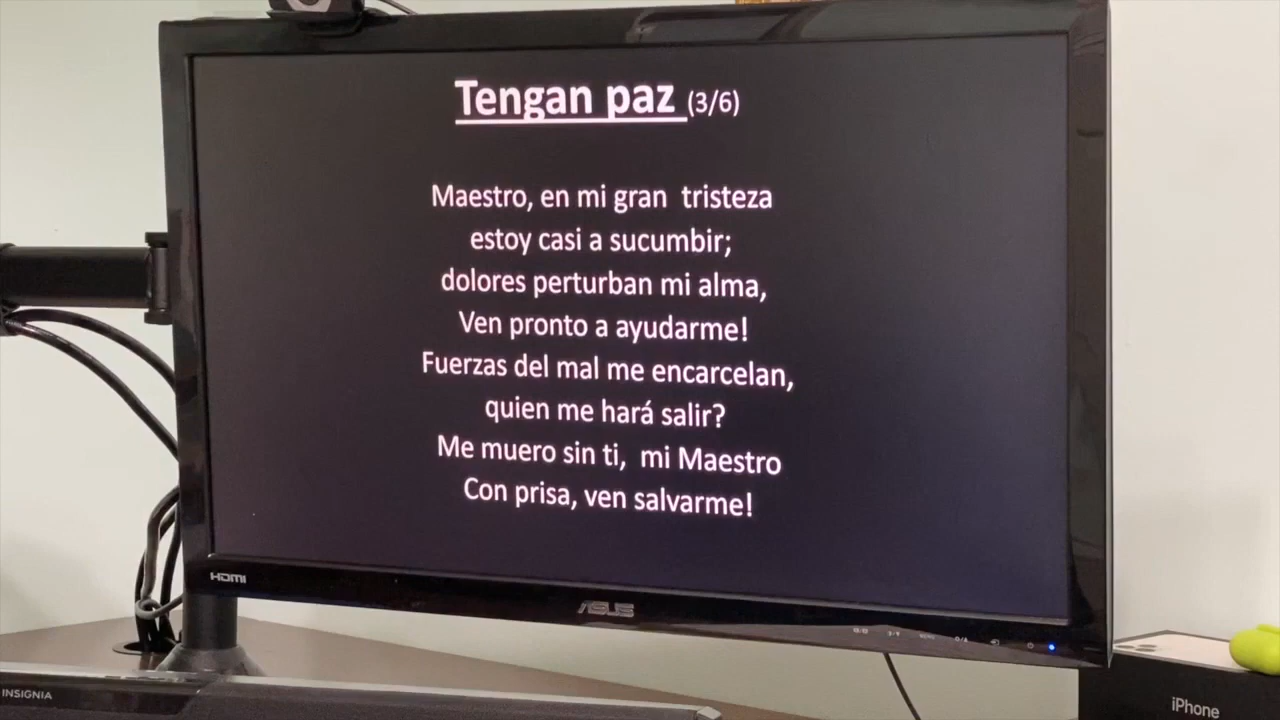 Tengan paz (3/6)
Maestro, en mi gran tristeza
estoy casi a sucumbir;
dolores perturban mi alma,
Ven pronto a ayudarme!
Fuerzas del mal me encarcelan,
quien me hará salir?
Me muero sin ti, mi Maestro
Con prisa, ven salvarme!
HDMI
ASUS
INSIGNIA
iPhone